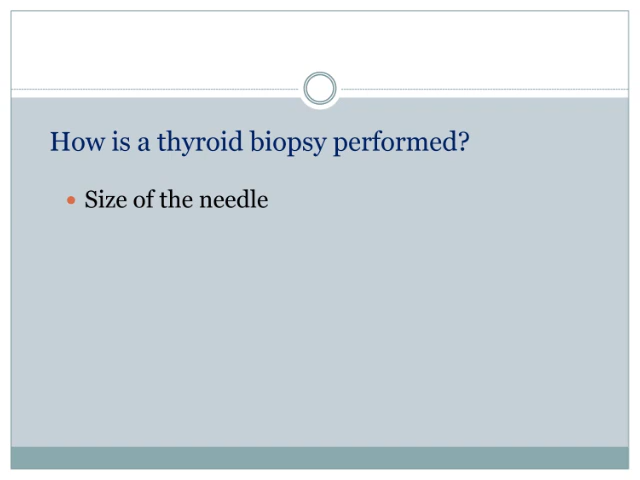 How is a thyroid biopsy performed?
• Size of the needle